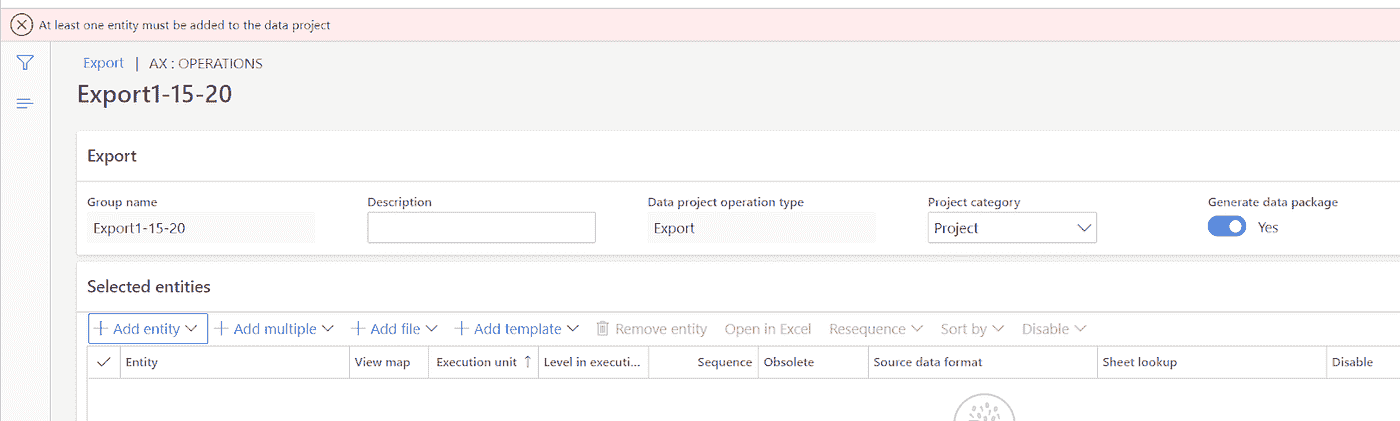 At least one entity must be added to the data project
Export | AX : OPERATIONS
Export1-15-20
Export
Group name Description Data project operation type Project category Generate data package
Export1-15-20 Export Project Yes
Selected entities
Add entity Add multiple Add file Add template Remove entity Open in Excel Resequence Sort by Disable
Entity View map Execution unit Level in executi... Sequence Obsolete Source data format Sheet lookup Disable